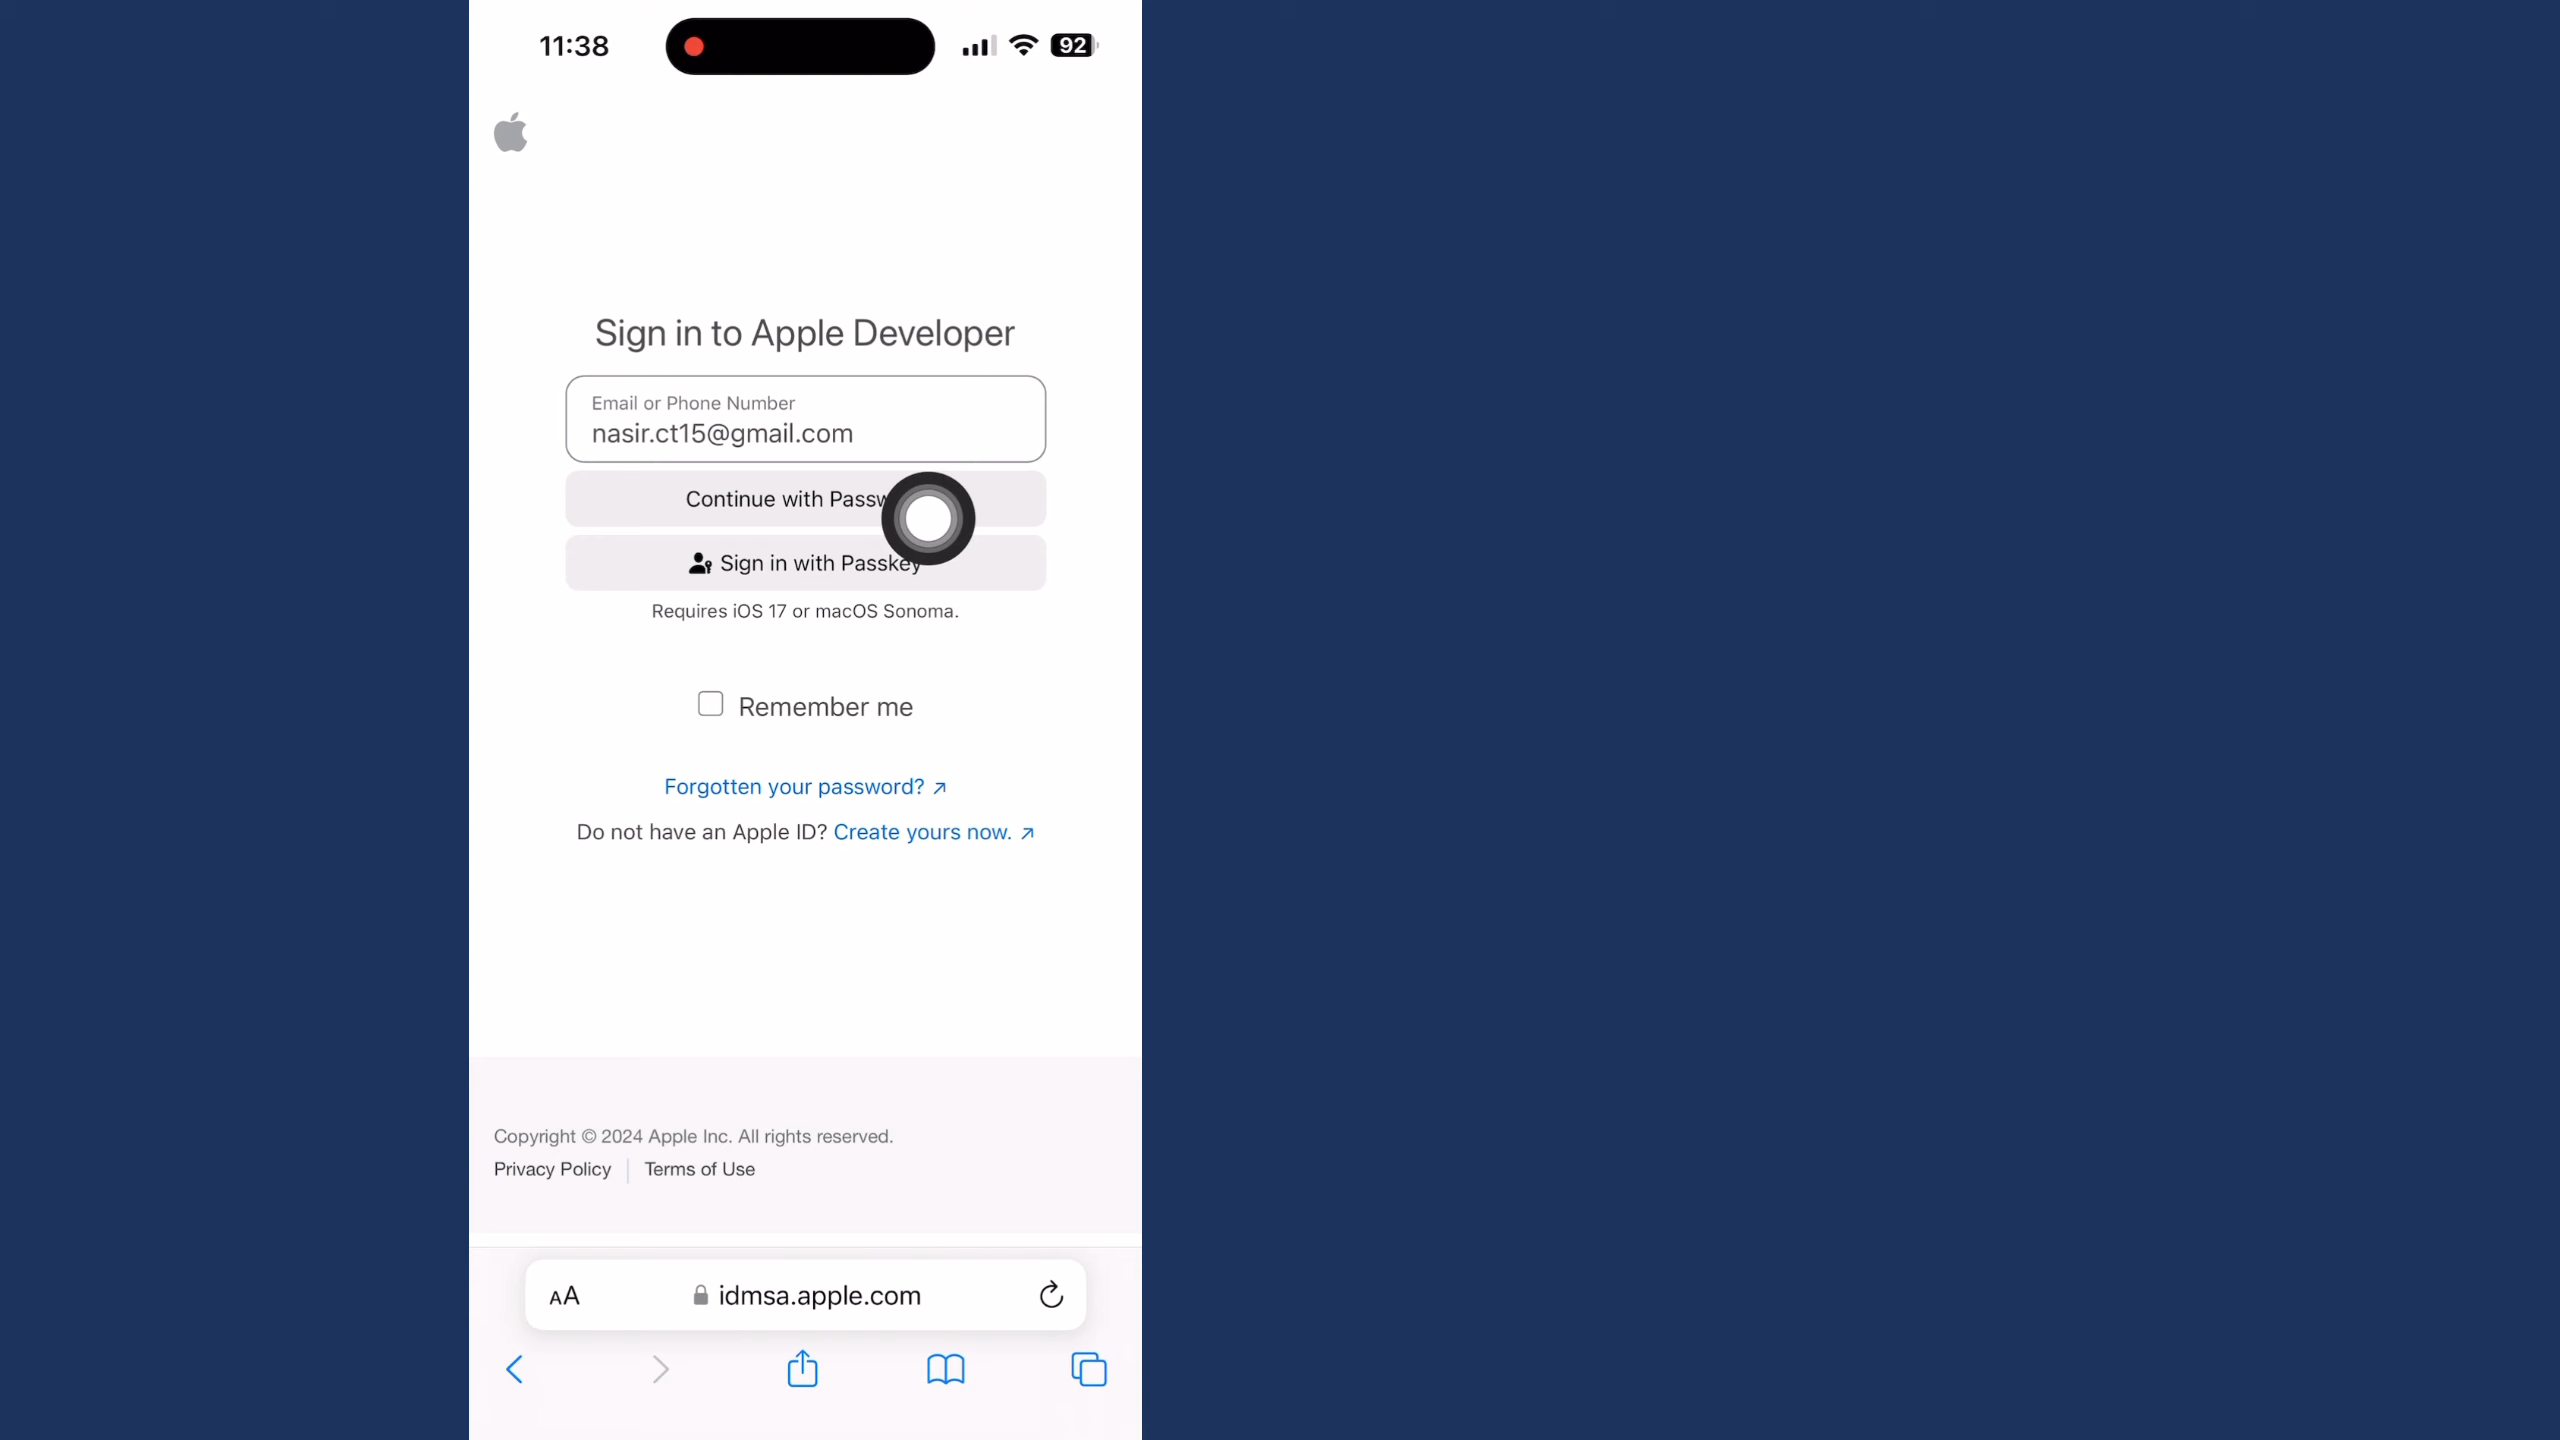 11:38
92
Sign in to Apple Developer
Email or Phone Number
nasir.ct15@gmail.com
Continue with
Sign in with Passkey
Requires iOS 17 or macOS Sonoma.
Remember me
Forgotten your password? ↗
Do not have an Apple ID? Create yours now. ↗
Copyright © 2024 Apple Inc. All rights reserved.
Privacy Policy | Terms of Use
AA
idmsa.apple.com